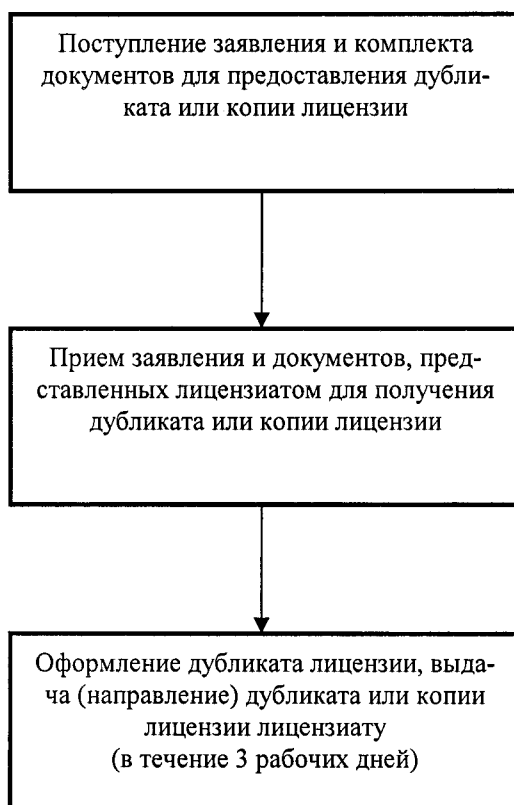 Поступление заявления и комплекта
документов для предоставления дубли-
ката или копии лицензии
Прием заявления и документов, пред-
ставленных лицензиатом для получения
дубликата или копии лицензии
Оформление дубликата лицензии, выда-
ча (направление) дубликата или копии
лицензии лицензиату
(в течение 3 рабочих дней)